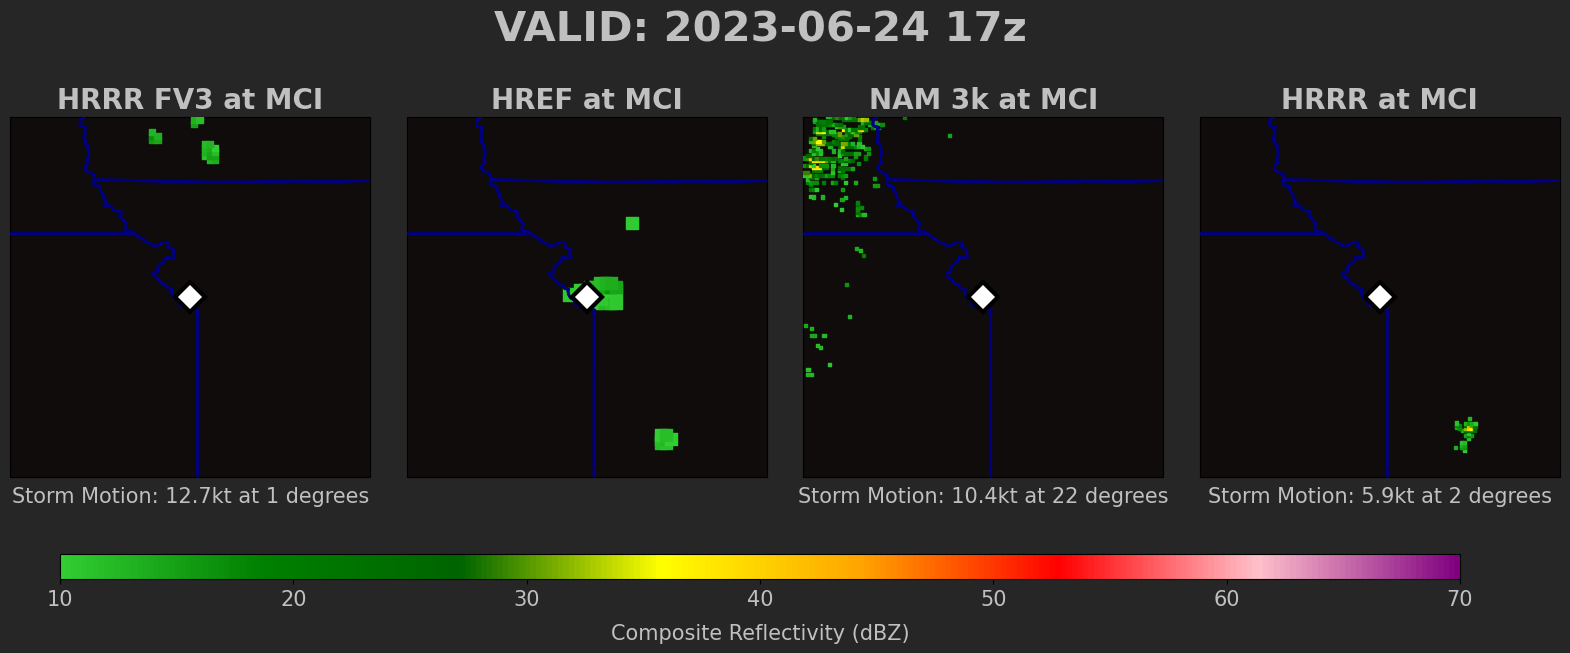 VALID: 2023-06-24 17z
HRRR FV3 at MCI
HREF at MCI
NAM 3k at MCI
HRRR at MCI
Storm Motion: 12.7kt at 1 degrees
Storm Motion: 10.4kt at 22 degrees
Storm Motion: 5.9kt at 2 degrees
10 20 30 40 50 60 70
Composite Reflectivity (dBZ)